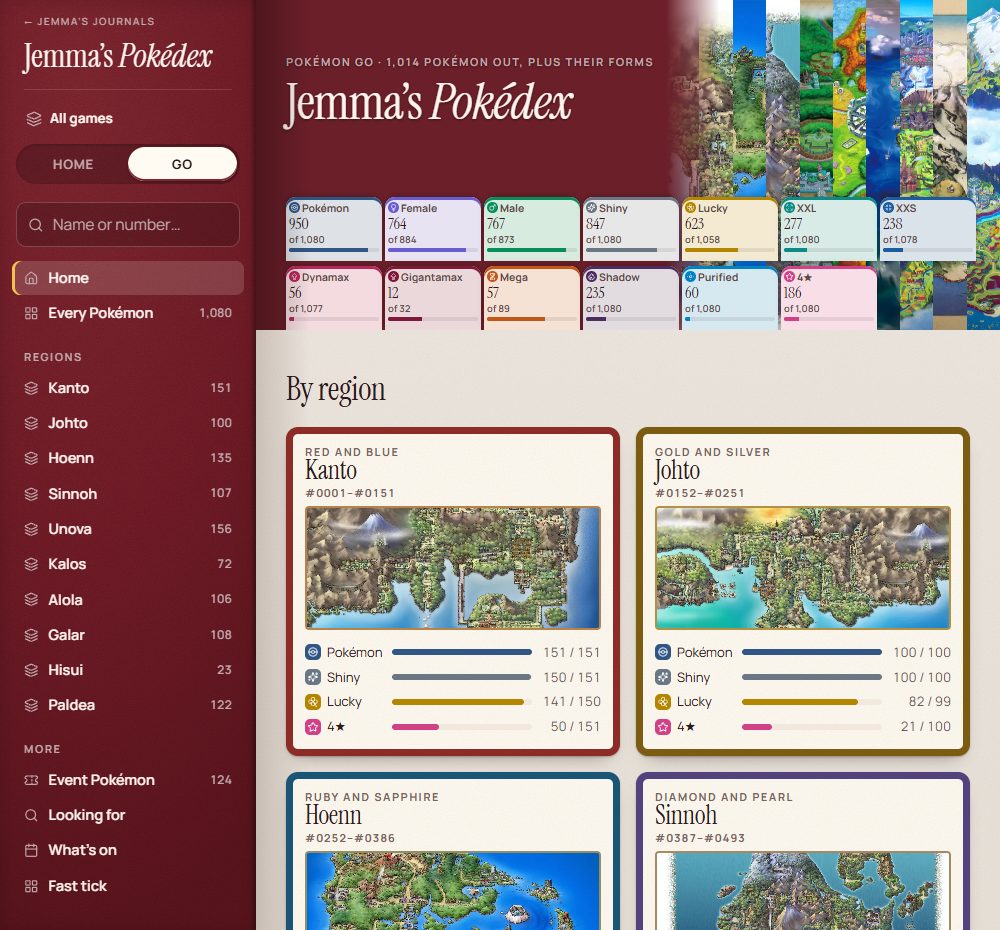 ← JEMMA'S JOURNALS
Jemma's Pokédex
All games
HOME GO
Name or number...
Home
Every Pokémon 1,080
REGIONS
Kanto 151
Johto 100
Hoenn 135
Sinnoh 107
Unova 156
Kalos 72
Alola 106
Galar 108
Hisui 23
Paldea 122
MORE
Event Pokémon 124
Looking for
What's on
Fast tick
POKÉMON GO · 1,014 POKÉMON OUT, PLUS THEIR FORMS
Jemma's Pokédex
Pokémon
950
of 1,080
Female
764
of 884
Male
767
of 873
Shiny
847
of 1,080
Lucky
623
of 1,058
XXL
277
of 1,080
XXS
238
of 1,078
Dynamax
56
of 1,077
Gigantamax
12
of 32
Mega
57
of 89
Shadow
235
of 1,080
Purified
60
of 1,080
4★
186
of 1,080
By region
RED AND BLUE
Kanto
#0001–#0151
Pokémon 151 / 151
Shiny 150 / 151
Lucky 141 / 150
4★ 50 / 151
GOLD AND SILVER
Johto
#0152–#0251
Pokémon 100 / 100
Shiny 100 / 100
Lucky 82 / 99
4★ 21 / 100
RUBY AND SAPPHIRE
Hoenn
#0252–#0386
DIAMOND AND PEARL
Sinnoh
#0387–#0493